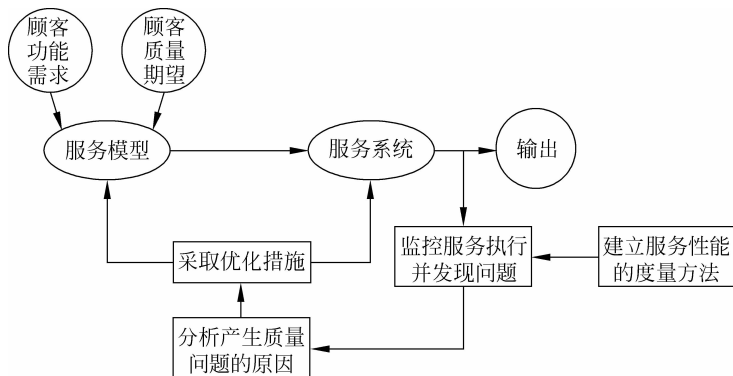 顾客
功能
需求
顾客
质量
期望
服务模型
服务系统
输出
采取优化措施
监控服务执行
并发现问题
建立服务性能
的度量方法
分析产生质量
问题的原因